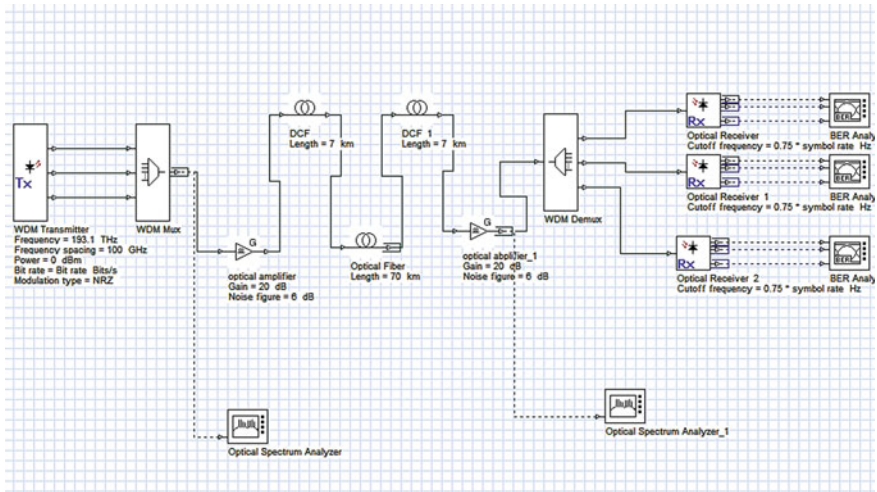 Tx
WDM Transmitter
Frequency = 193.1 THz
Frequency spacing = 100 GHz
Power = 0 dBm
Bit rate = Bit rate Bits/s
Modulation type = NRZ
WDM Mux
G
optical amplifier
Gain = 20 dB
Noise figure = 6 dB
DCF
Length = 7 km
Optical Fiber
Length = 70 km
DCF_1
Length = 7 km
G
Gain = 20 dB
Noise figure = 6 dB
WDM Demux
Rx
Optical Receiver
Cutoff frequency = 0.75 * symbol rate Hz
BER
BER Analy
Rx
Optical Receiver 1
Cutoff frequency = 0.75 * symbol rate Hz
BER
BER Analy
Rx
Optical Receiver 2
Cutoff frequency = 0.75 * symbol rate Hz
BER
BER Analy
Optical Spectrum Analyzer
Optical Spectrum Analyzer_1